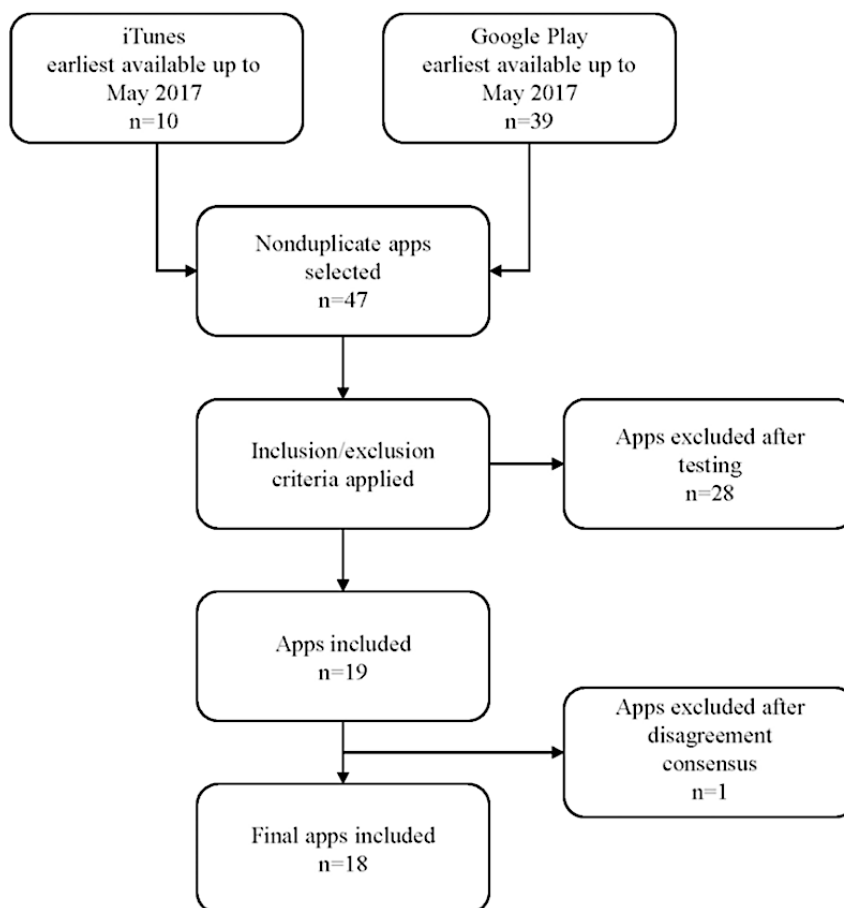 iTunes
earliest available up to
May 2017
n=10
Google Play
earliest available up to
May 2017
n=39
Nonduplicate apps
selected
n=47
Inclusion/exclusion
criteria applied
Apps excluded after
testing
n=28
Apps included
n=19
Apps excluded after
disagreement
consensus
n=1
Final apps included
n=18